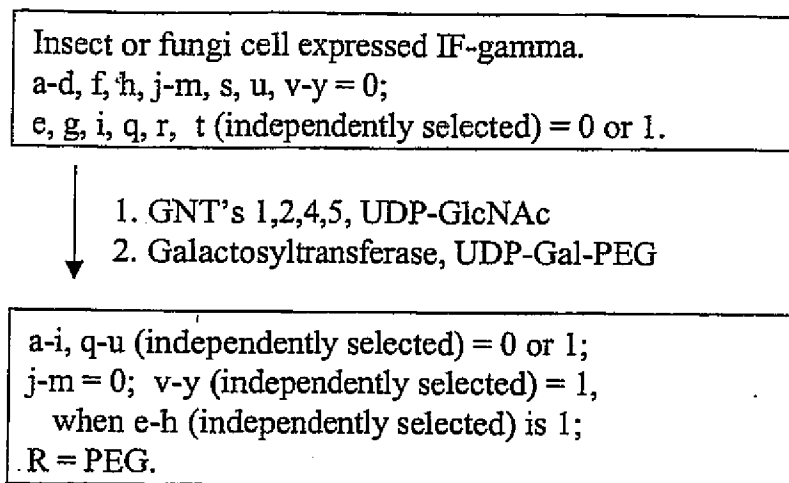 Insect or fungi cell expressed IF-gamma.
a-d, f, h, j-m, s, u, v-y = 0;
e, g, i, q, r, t (independently selected) = 0 or 1.
1. GNT's 1,2,4,5, UDP-GlcNAc
2. Galactosyltransferase, UDP-Gal-PEG
a-i, q-u (independently selected) = 0 or 1;
j-m = 0; v-y (independently selected) = 1,
when e-h (independently selected) is 1;
R = PEG.